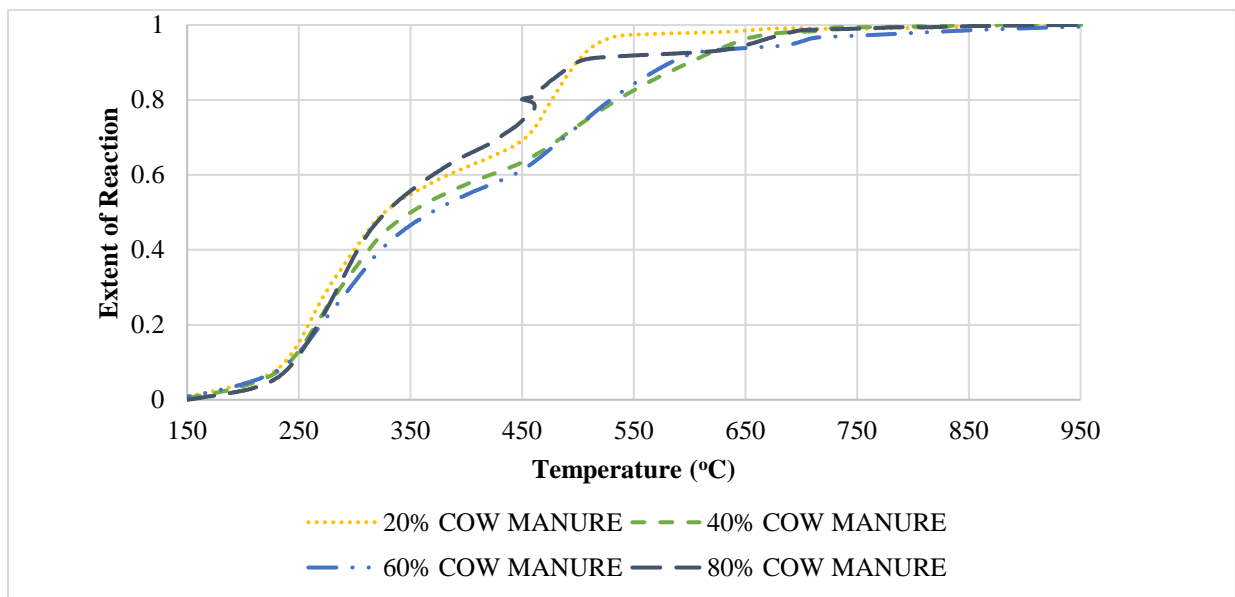 1
0.8
0.6
0.4
0.2
0
Extent of Reaction
150 250 350 450 550 650 750 850 950
Temperature (ºC)
20% COW MANURE 40% COW MANURE
60% COW MANURE 80% COW MANURE